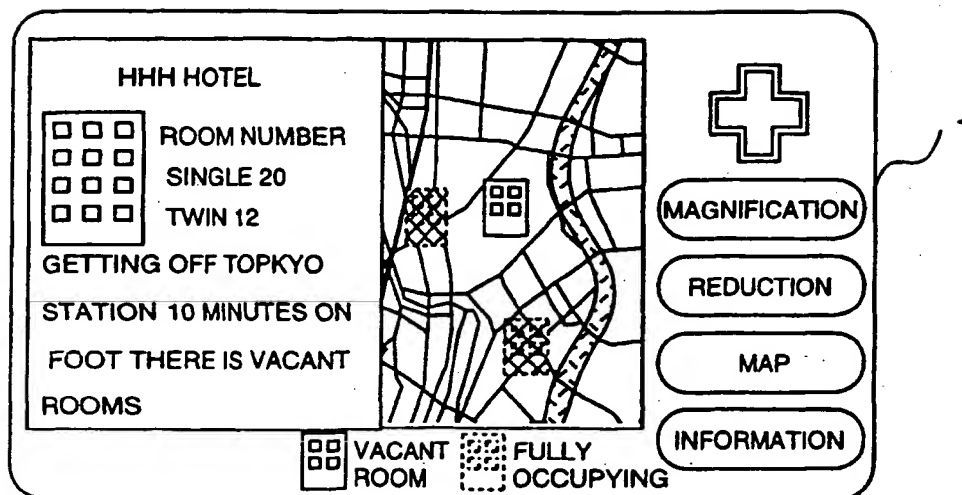 HHH HOTEL
ROOM NUMBER
SINGLE 20
TWIN 12
GETTING OFF TOPKYO
STATION 10 MINUTES ON
FOOT THERE IS VACANT
ROOMS
MAGNIFICATION
REDUCTION
MAP
INFORMATION
VACANT
ROOM
FULLY
OCCUPYING